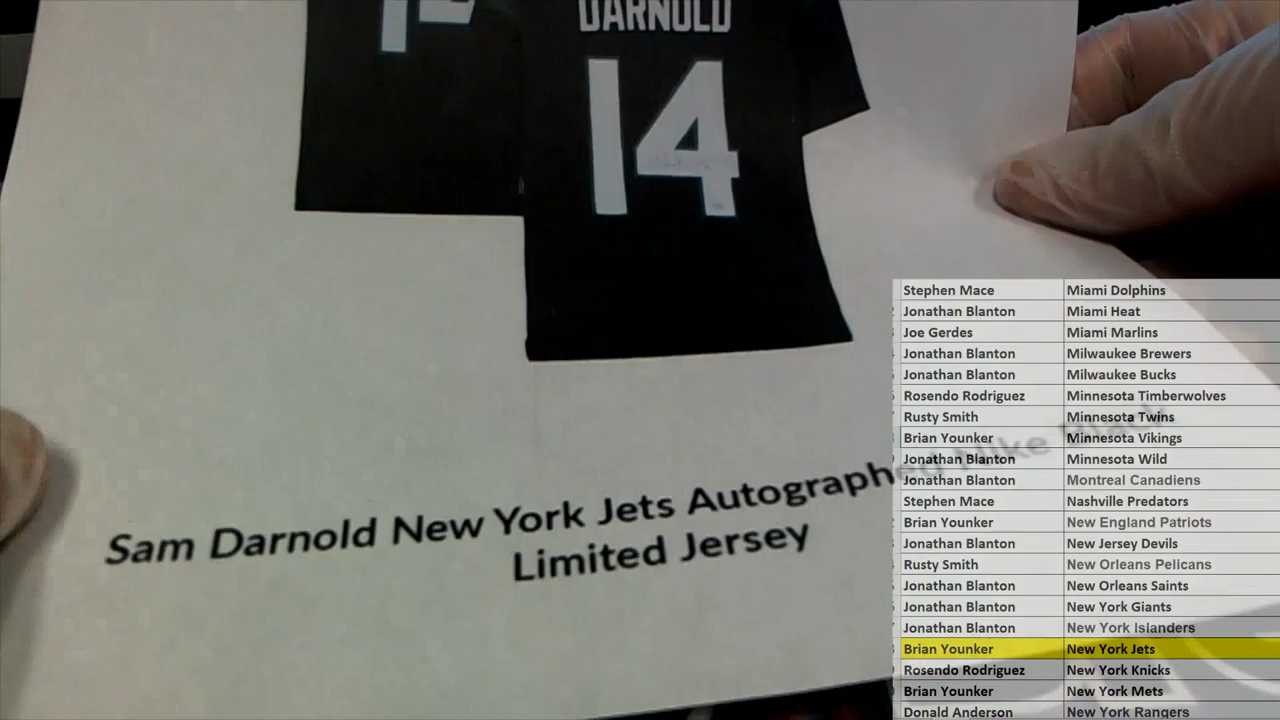 DARNOLD
14
Sam Darnold New York Jets Autographed Nike Black
Limited Jersey
Stephen Mace Miami Dolphins
Jonathan Blanton Miami Heat
Joe Gerdes Miami Marlins
Jonathan Blanton Milwaukee Brewers
Jonathan Blanton Milwaukee Bucks
Rosendo Rodriguez Minnesota Timberwolves
Rusty Smith Minnesota Twins
Brian Younker Minnesota Vikings
Jonathan Blanton Minnesota Wild
Jonathan Blanton Montreal Canadiens
Stephen Mace Nashville Predators
Brian Younker New England Patriots
Jonathan Blanton New Jersey Devils
Rusty Smith New Orleans Pelicans
Jonathan Blanton New Orleans Saints
Jonathan Blanton New York Giants
Jonathan Blanton New York Islanders
Brian Younker New York Jets
Rosendo Rodriguez New York Knicks
Brian Younker New York Mets
Donald Anderson New York Rangers